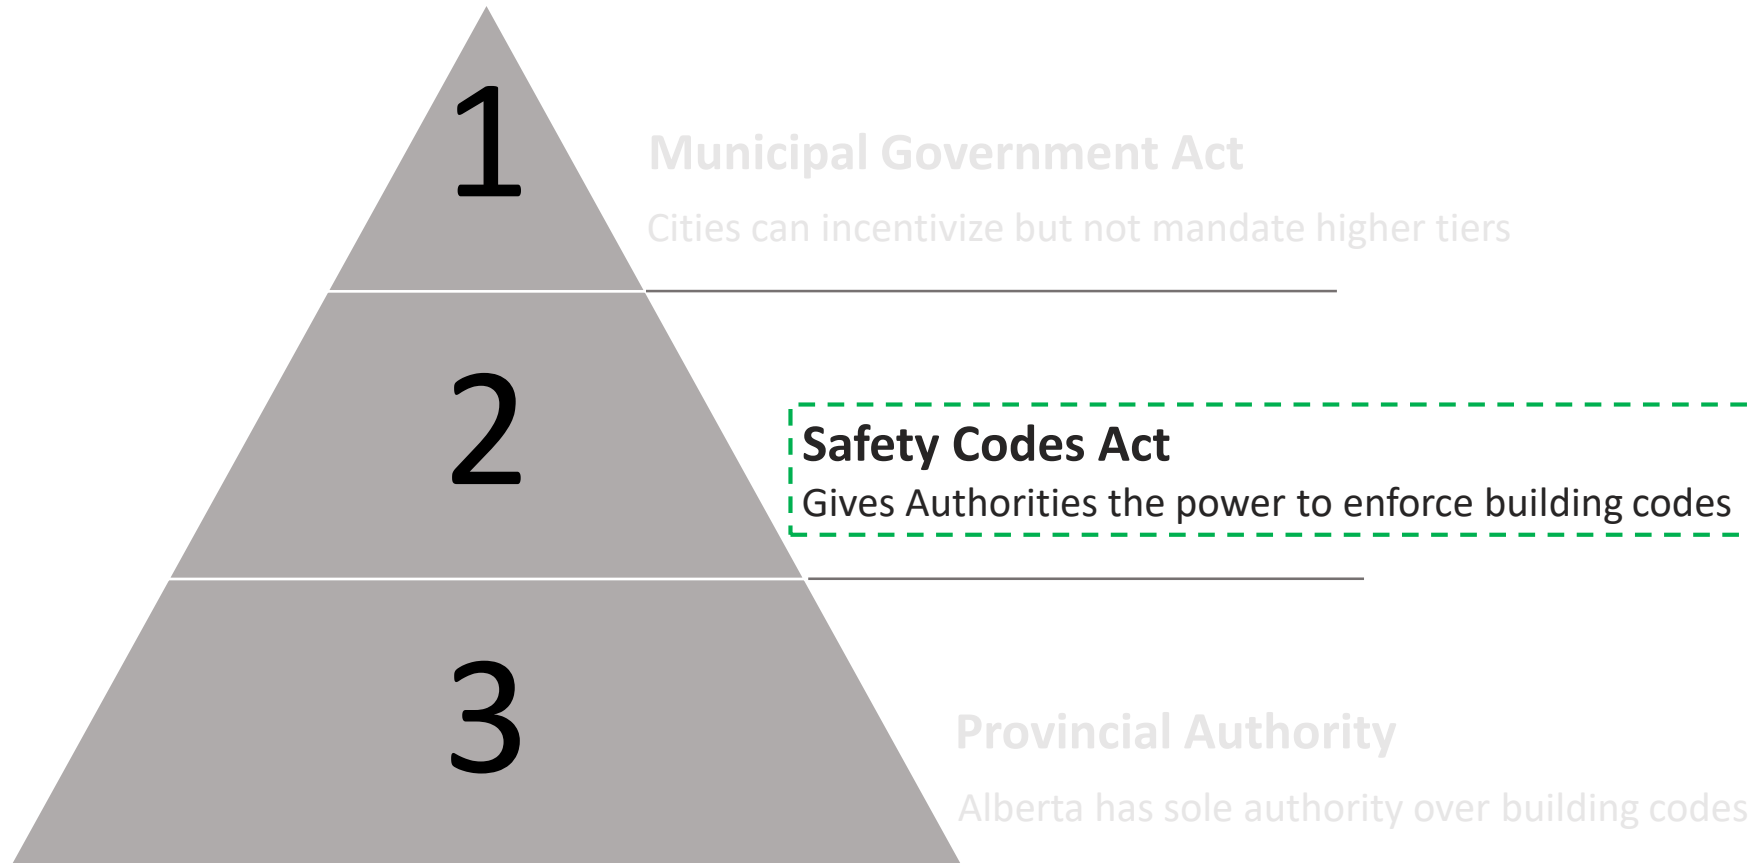 1
Municipal Government Act
Cities can incentivize but not mandate higher tiers
2
Safety Codes Act
Gives Authorities the power to enforce building codes
3
Provincial Authority
Alberta has sole authority over building codes